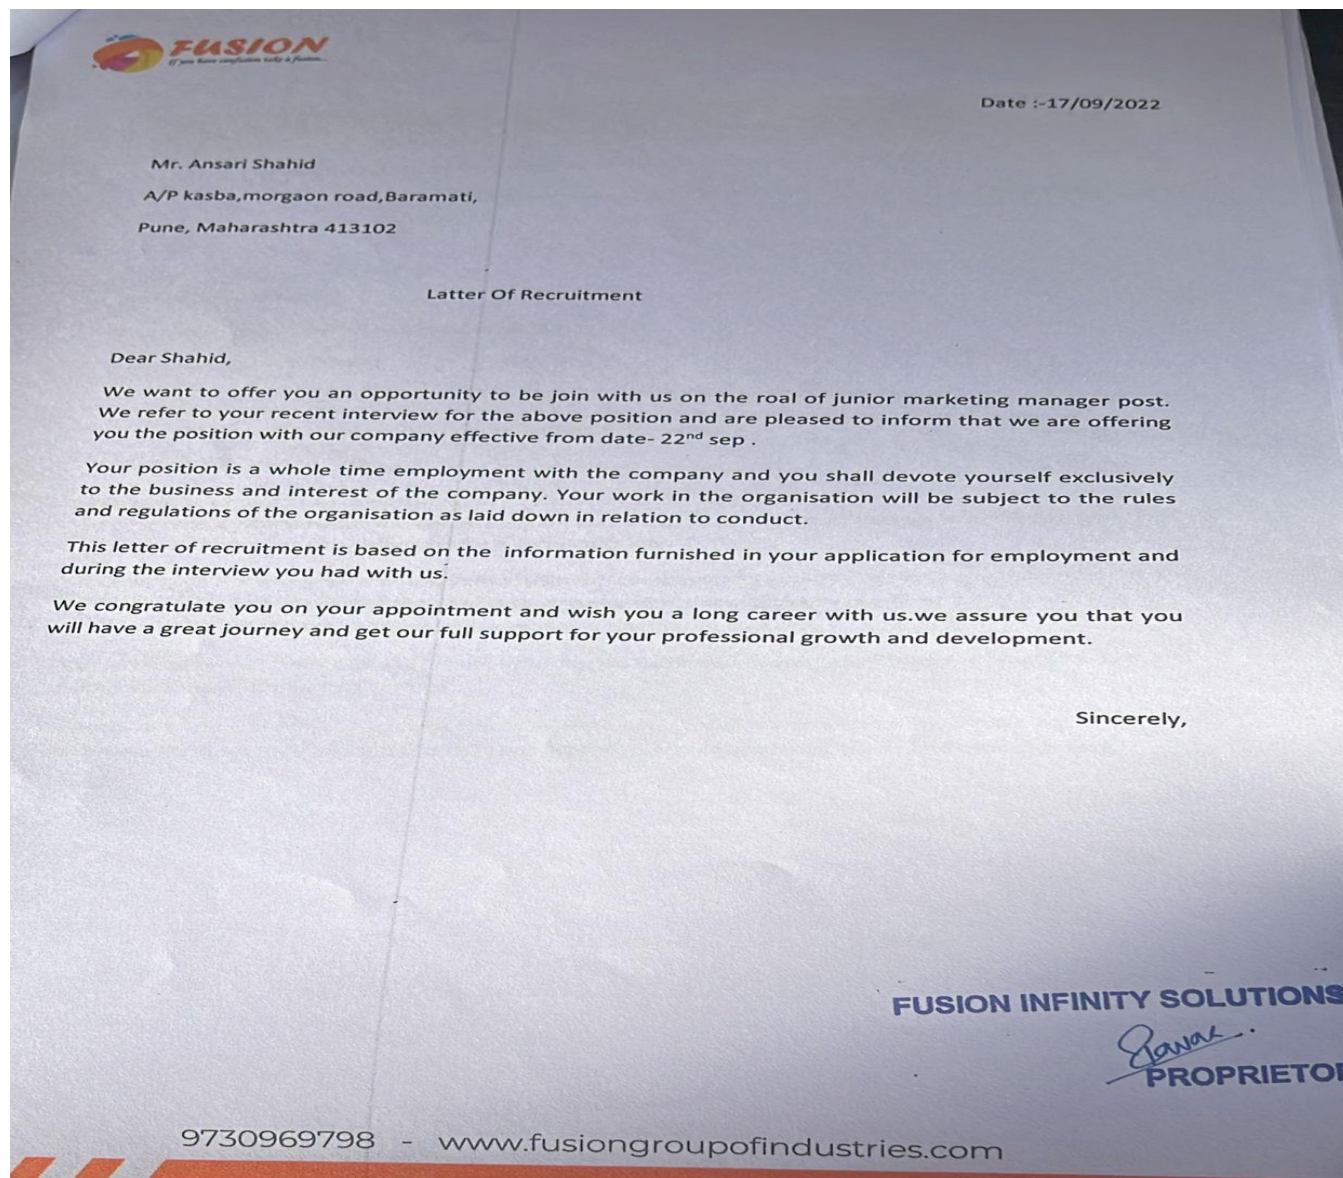 FUSION
If you have confusion take a fusion...
Date :-17/09/2022
Mr. Ansari Shahid
A/P kasba,morgaon road,Baramati,
Pune, Maharashtra 413102
Latter Of Recruitment
Dear Shahid,
We want to offer you an opportunity to be join with us on the roal of junior marketing manager post.
We refer to your recent interview for the above position and are pleased to inform that we are offering
you the position with our company effective from date- 22nd sep .
Your position is a whole time employment with the company and you shall devote yourself exclusively
to the business and interest of the company. Your work in the organisation will be subject to the rules
and regulations of the organisation as laid down in relation to conduct.
This letter of recruitment is based on the information furnished in your application for employment and
during the interview you had with us.
We congratulate you on your appointment and wish you a long career with us.we assure you that you
will have a great journey and get our full support for your professional growth and development.
Sincerely,
FUSION INFINITY SOLUTIONS
PROPRIETOR
9730969798 - www.fusiongroupofindustries.com